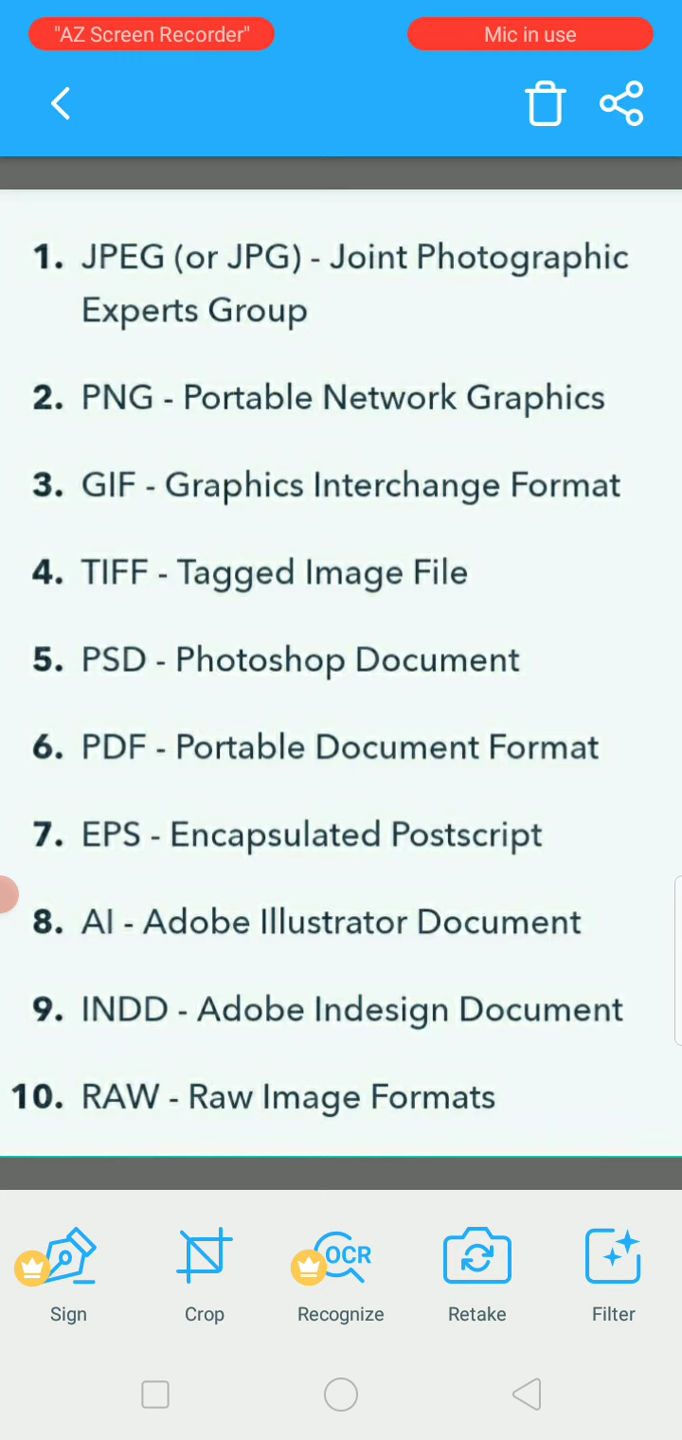 "AZ Screen Recorder"
Mic in use
1. JPEG (or JPG) - Joint Photographic
Experts Group
2. PNG - Portable Network Graphics
3. GIF - Graphics Interchange Format
4. TIFF - Tagged Image File
5. PSD - Photoshop Document
6. PDF - Portable Document Format
7. EPS - Encapsulated Postscript
8. AI - Adobe Illustrator Document
9. INDD - Adobe Indesign Document
10. RAW - Raw Image Formats
OCR
Sign Crop Recognize Retake Filter